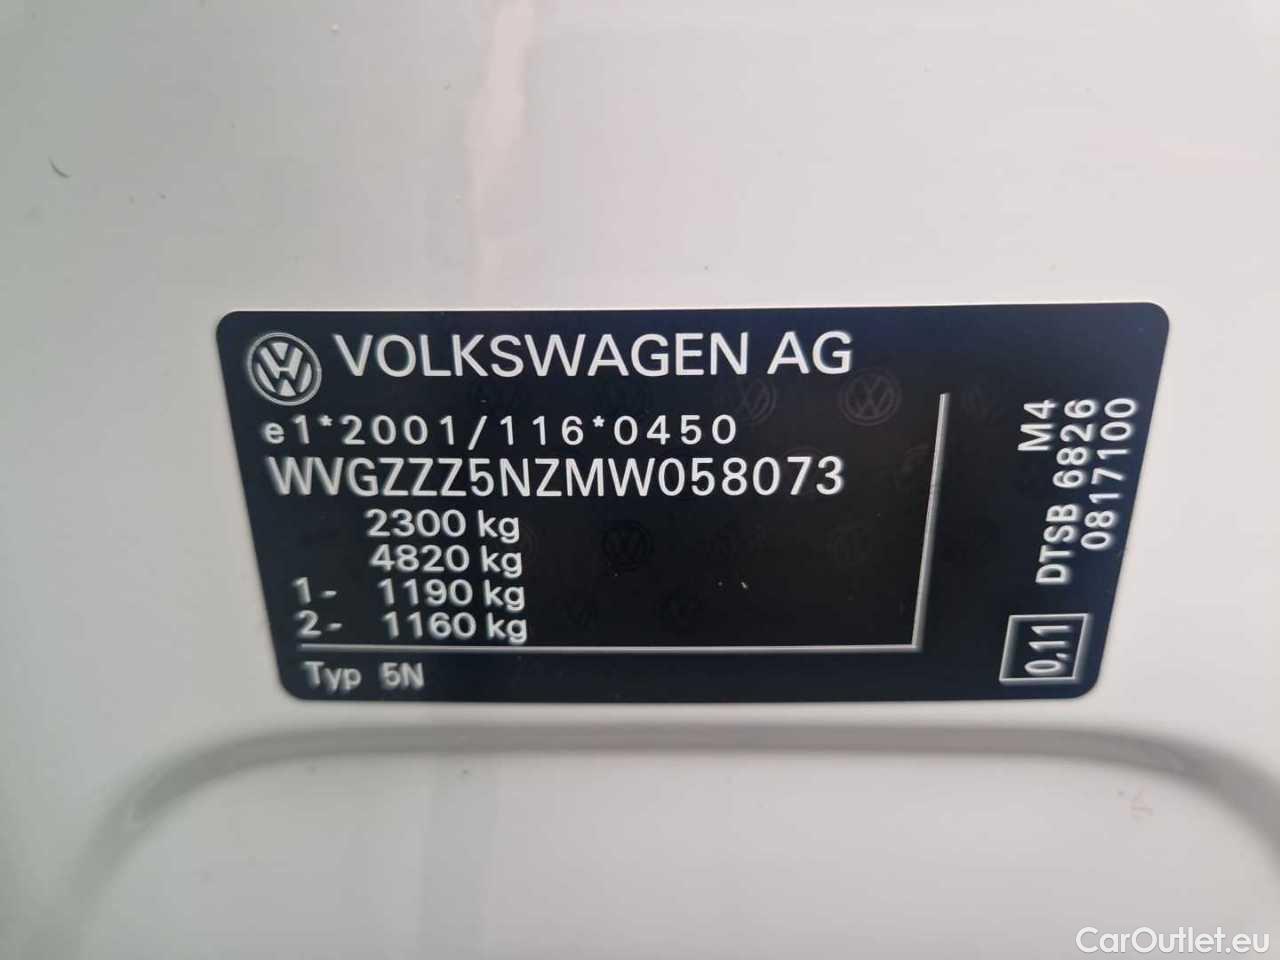 VOLKSWAGEN AG
e1*2001/116*0450
WVGZZZ5NZMW058073
2300 kg
4820 kg
1- 1190 kg
2- 1160 kg
Typ 5N
M4
DTSB 6826
0817100
0,11
CarOutlet.eu